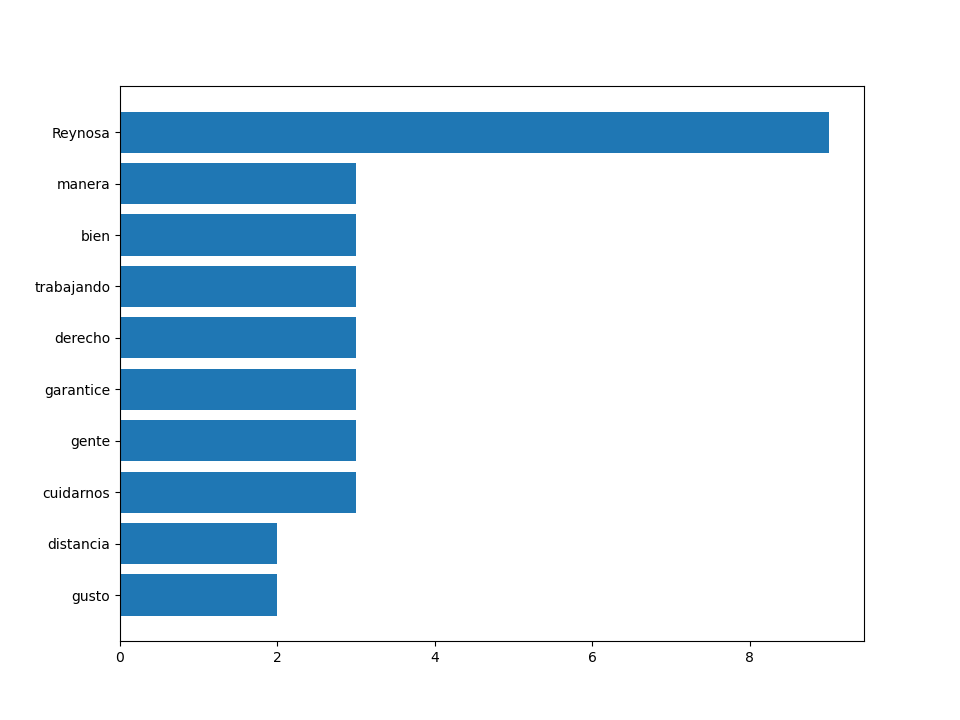 Reynosa
manera
bien
trabajando
derecho
garantice
gente
cuidarnos
distancia
gusto
0 2 4 6 8